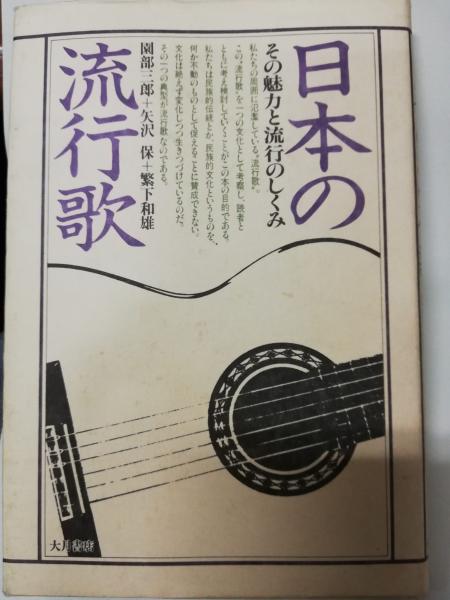 日本の
流行歌
その魅力と流行のしくみ
私たちの周囲に氾濫している“流行歌”。
この“流行歌”を一つの文化として考察し、読者と
ともに考え検討していくことがこの本の目的である。
私たちは民族的伝統とか、民族的文化というものを、
何か不動のものとして捉えることに賛成できない。
文化は絶えず変化しつつ生きつづけているのだ。
その一つの典型が流行歌なのである。
園部三郎+矢沢 保+繁下和雄
大月書店